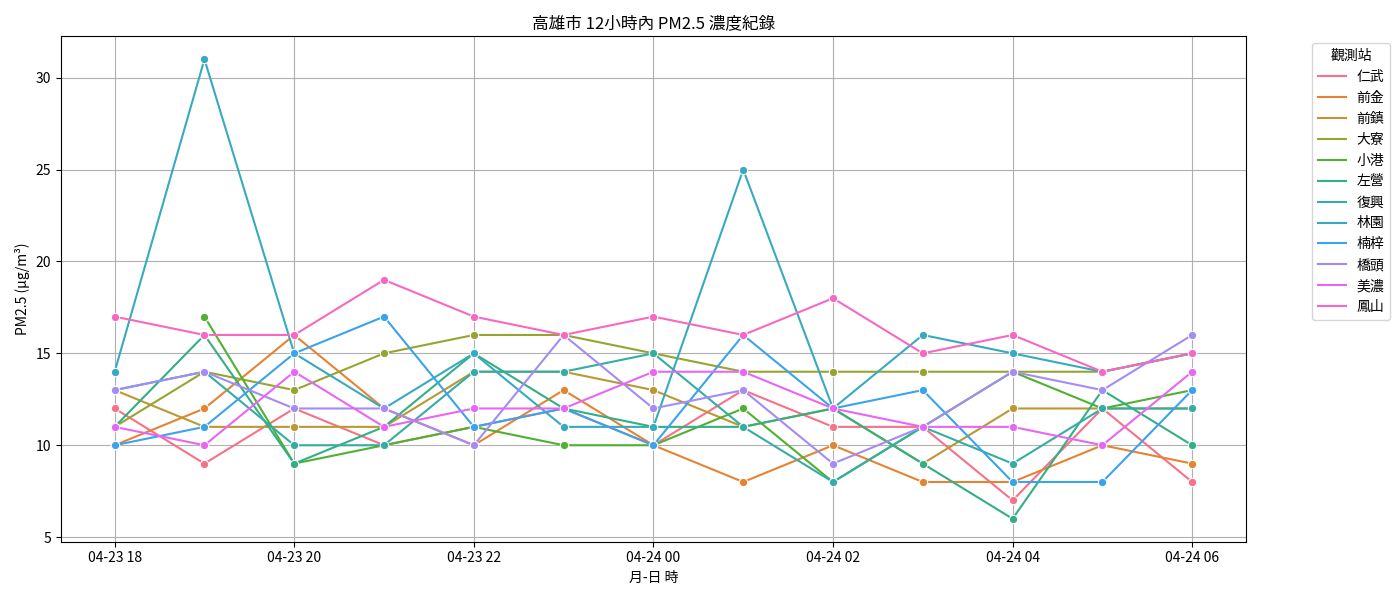 高雄市 12小時內 PM2.5 濃度紀錄
PM2.5 (μg/m³)
30
25
20
15
10
5
04-23 18
04-23 20
04-23 22
04-24 00
04-24 02
04-24 04
04-24 06
月-日 時
觀測站
仁武
前金
前鎮
大寮
小港
左營
復興
林園
楠梓
橋頭
美濃
鳳山